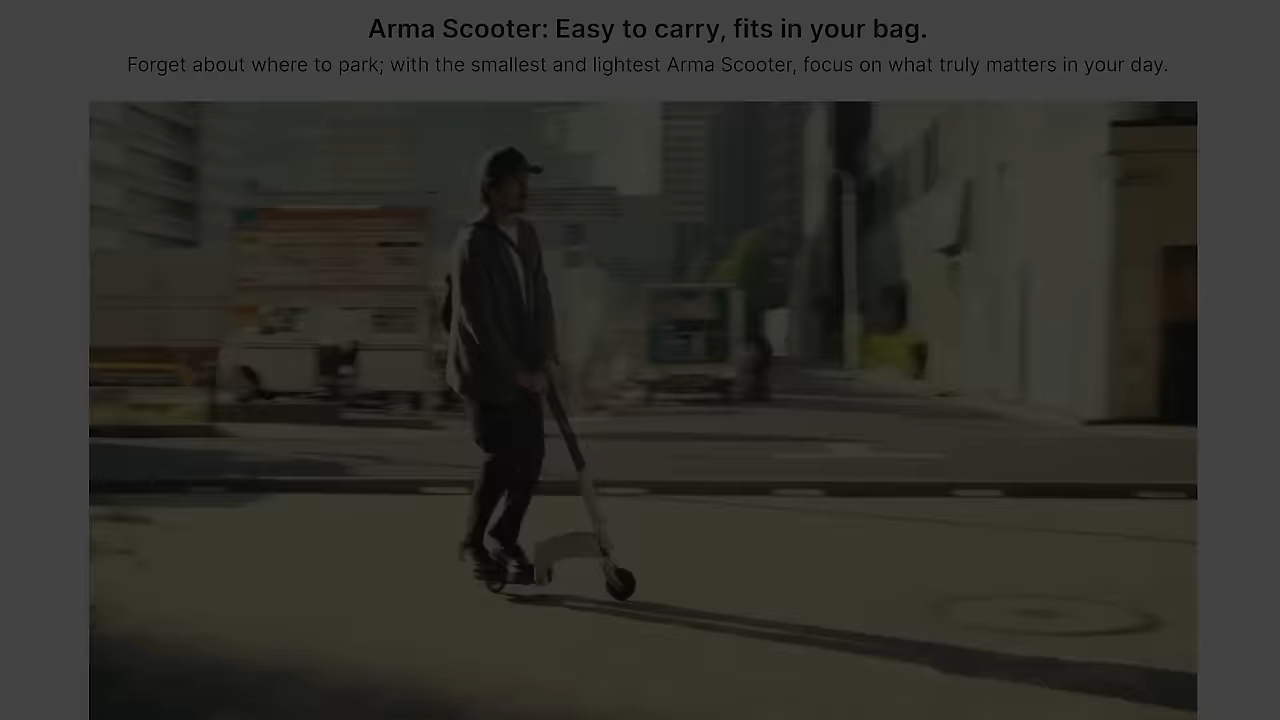 Arma Scooter: Easy to carry, fits in your bag.
Forget about where to park; with the smallest and lightest Arma Scooter, focus on what truly matters in your day.